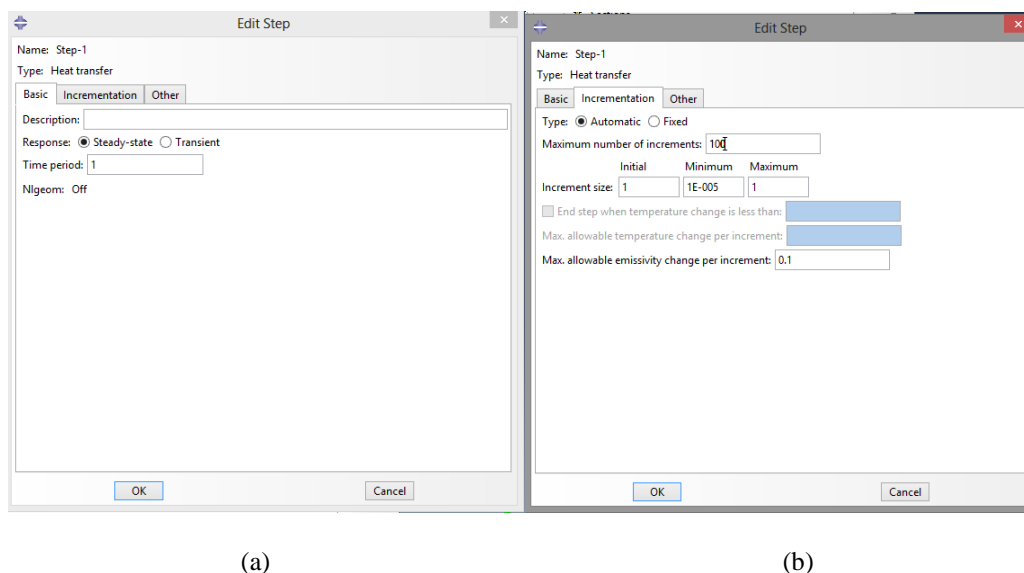 Edit Step
Name: Step-1
Type: Heat transfer
Basic Incrementation Other
Description:
Response: Steady-state Transient
Time period: 1
Nlgeom: Off
OK Cancel
(a)
Edit Step
Name: Step-1
Type: Heat transfer
Basic Incrementation Other
Type: Automatic Fixed
Maximum number of increments: 100
Initial Minimum Maximum
Increment size: 1 1E-005 1
End step when temperature change is less than:
Max. allowable temperature change per increment:
Max. allowable emissivity change per increment: 0.1
OK Cancel
(b)